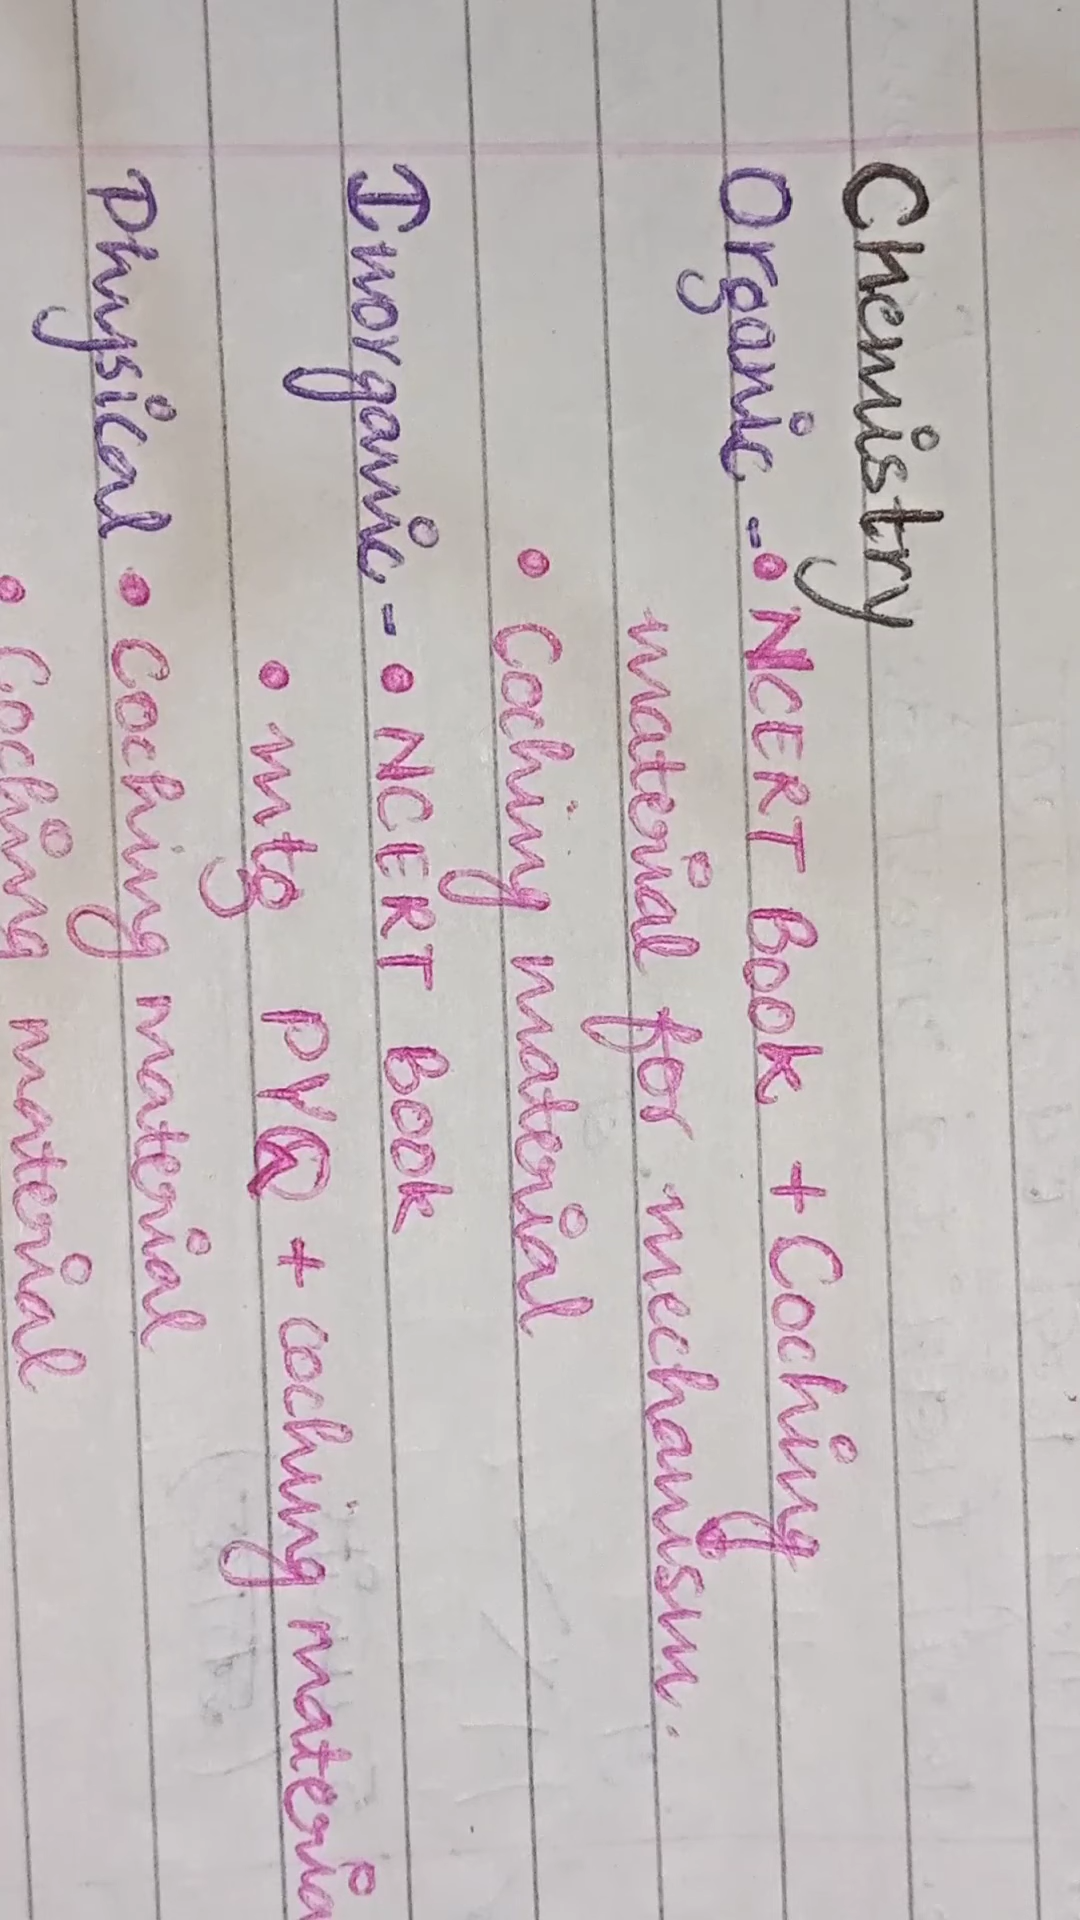 Chemistry
Organic - • NCERT Book + Coching
material for mechanism.
• Coching material
Inorganic - • NCERT Book
• mtg PYQ + coching materia
Physical • Coching material
• Coching material